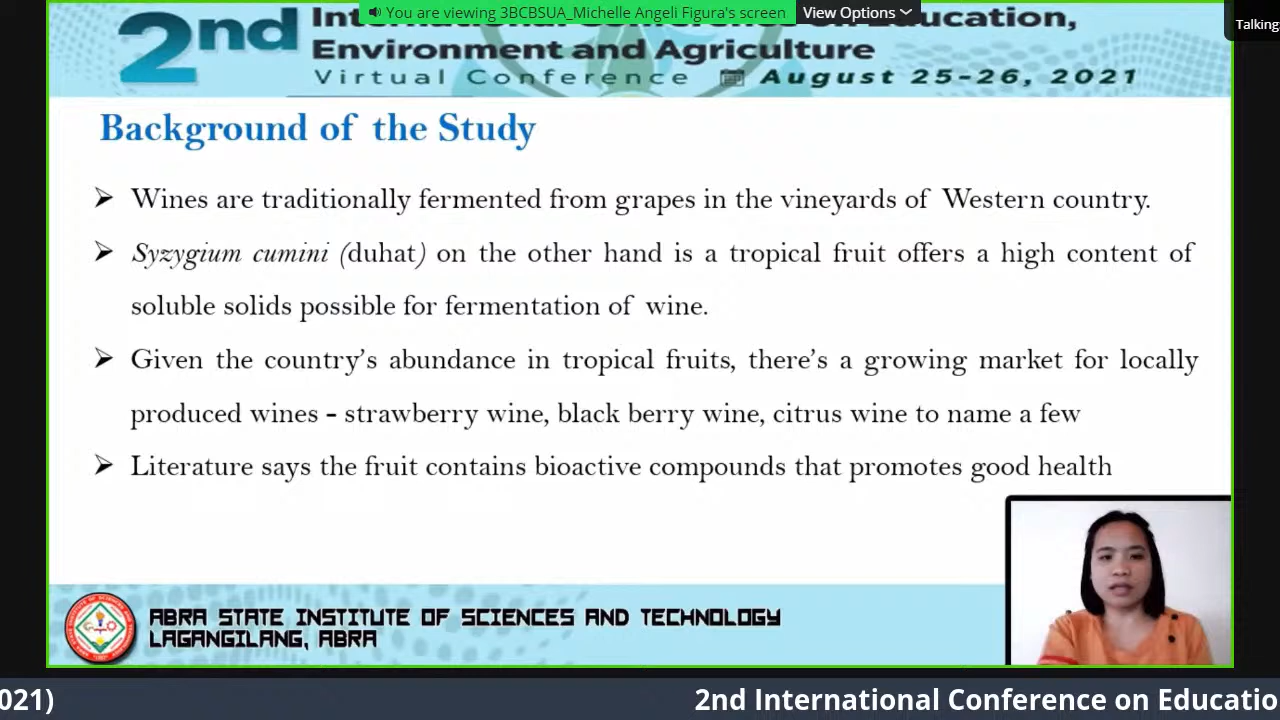 You are viewing 3BCBSUA_Michelle Angeli Figura's screen
View Options
Talking
2nd
Education,
Environment and Agriculture
Virtual Conference August 25-26, 2021
Background of the Study
Wines are traditionally fermented from grapes in the vineyards of Western country.
Syzygium cumini (duhat) on the other hand is a tropical fruit offers a high content of
soluble solids possible for fermentation of wine.
Given the country's abundance in tropical fruits, there's a growing market for locally
produced wines - strawberry wine, black berry wine, citrus wine to name a few
Literature says the fruit contains bioactive compounds that promotes good health
ABRA STATE INSTITUTE OF SCIENCES AND TECHNOLOGY
LAGANGILANG, ABRA
021) 2nd International Conference on Educatio